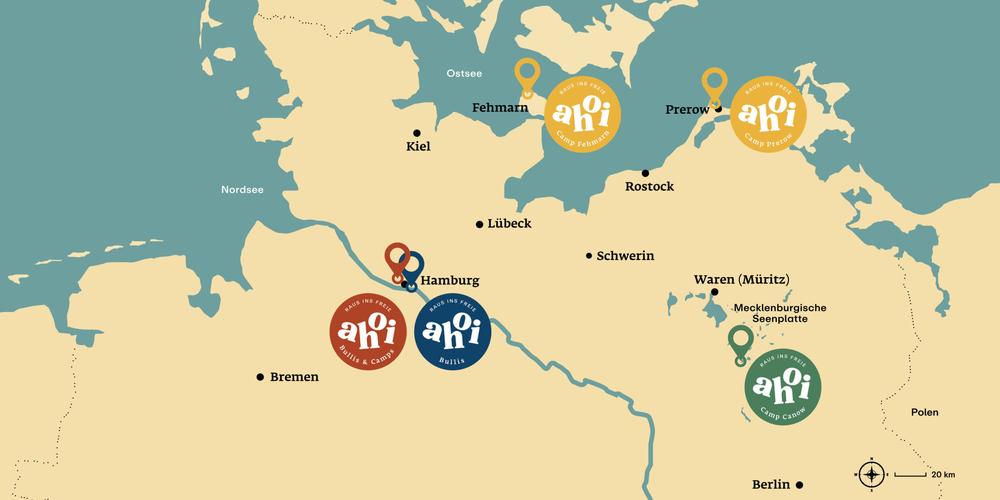 Ostsee
Fehmarn
RAUS INS FREIE
ahoi
Camp Fehmarn
Prerow
RAUS INS FREIE
ahoi
Camp Prerow
Kiel
Nordsee
Rostock
Lübeck
Schwerin
Hamburg
Waren (Müritz)
Mecklenburgische
Seenplatte
RAUS INS FREIE
ahoi
Bullis & Camps
RAUS INS FREIE
ahoi
Bullis
RAUS INS FREIE
ahoi
Camp Canow
Bremen
Polen
N
W
O
S
20 km
Berlin